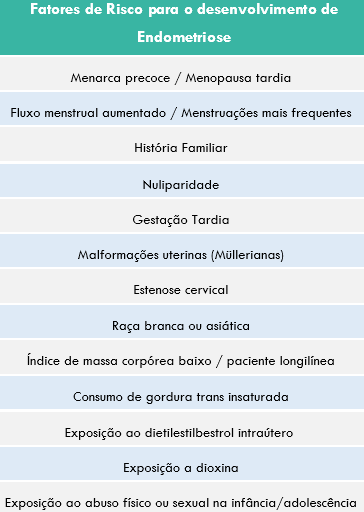 Fatores de Risco para o desenvolvimento de
Endometriose
Menarca precoce / Menopausa tardia
Fluxo menstrual aumentado / Menstruações mais frequentes
História Familiar
Nuliparidade
Gestação Tardia
Malformações uterinas (Müllerianas)
Estenose cervical
Raça branca ou asiática
Índice de massa corpórea baixo / paciente longilínea
Consumo de gordura trans insaturada
Exposição ao dietilestilbestrol intraútero
Exposição a dioxina
Exposição ao abuso físico ou sexual na infância/adolescência